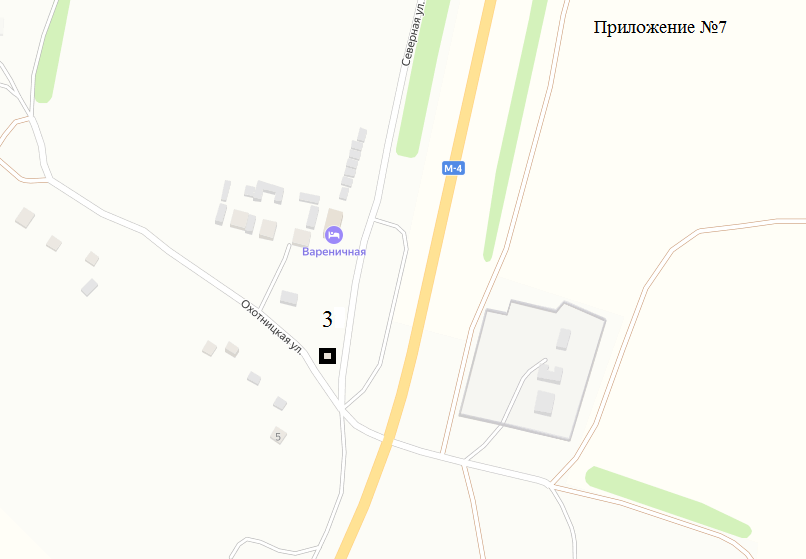 Приложение №7
Северная ул.
М-4
Вареничная
Охотницкая ул.
3
5